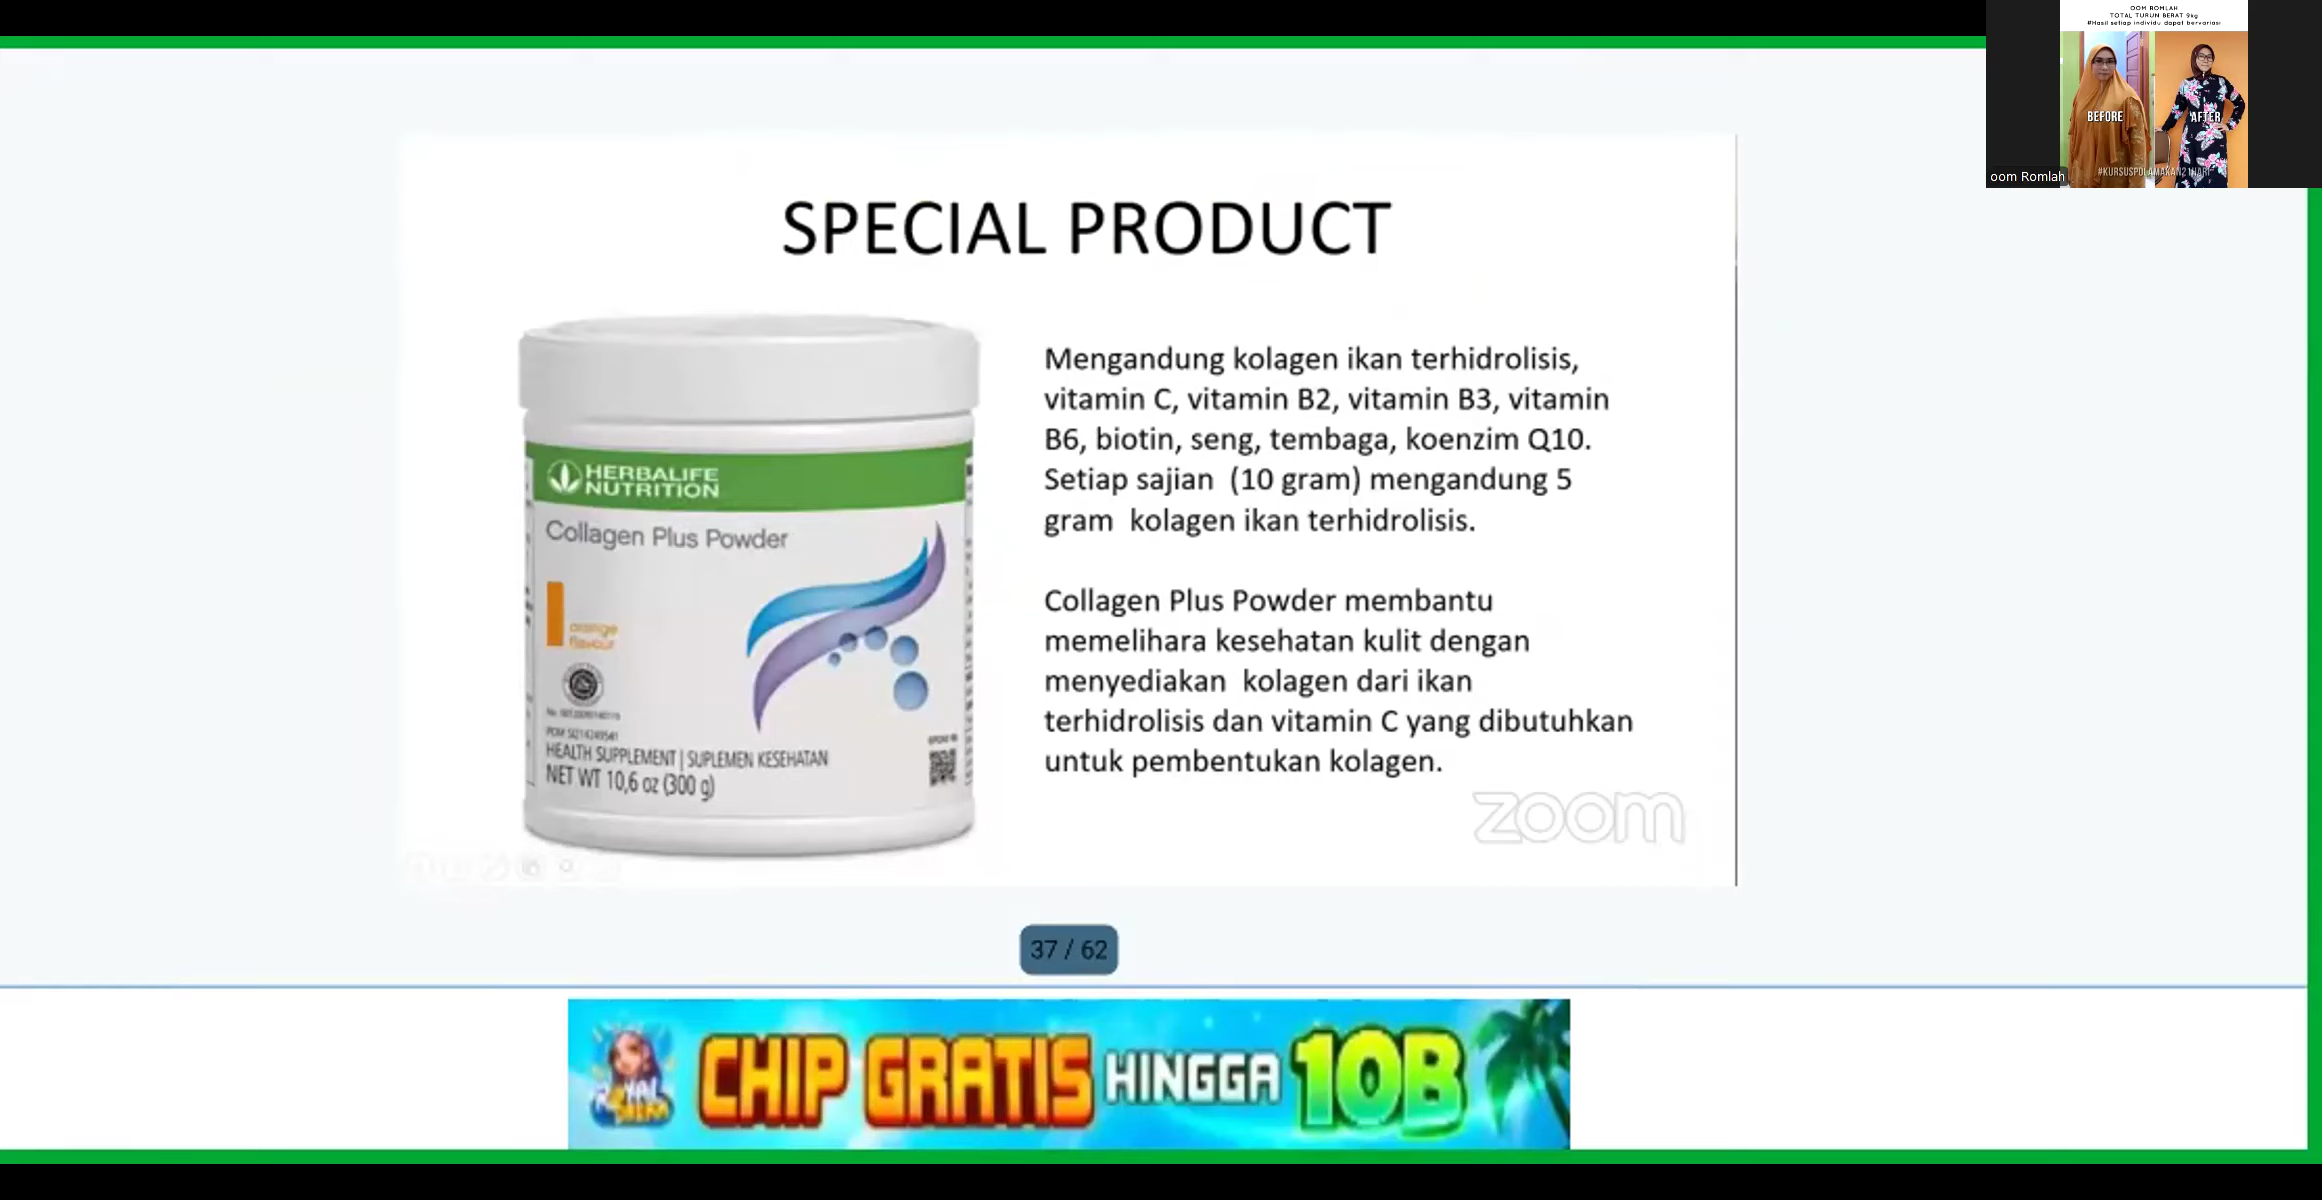 OOM ROMLAH
TOTAL TURUN BERAT 9kg
#Hasil setiap individu dapat bervariasi
BEFORE
AFTER
#KURSUSPOLAMAKAN21HARI
oom Romlah
SPECIAL PRODUCT
HERBALIFE
NUTRITION
Collagen Plus Powder
orange
flavour
HEALTH SUPPLEMENT | SUPLEMEN KESEHATAN
NET WT 10,6 oz (300 g)
Mengandung kolagen ikan terhidrolisis,
vitamin C, vitamin B2, vitamin B3, vitamin
B6, biotin, seng, tembaga, koenzim Q10.
Setiap sajian (10 gram) mengandung 5
gram kolagen ikan terhidrolisis.
Collagen Plus Powder membantu
memelihara kesehatan kulit dengan
menyediakan kolagen dari ikan
terhidrolisis dan vitamin C yang dibutuhkan
untuk pembentukan kolagen.
zoom
37 / 62
CHIP GRATIS HINGGA 10B